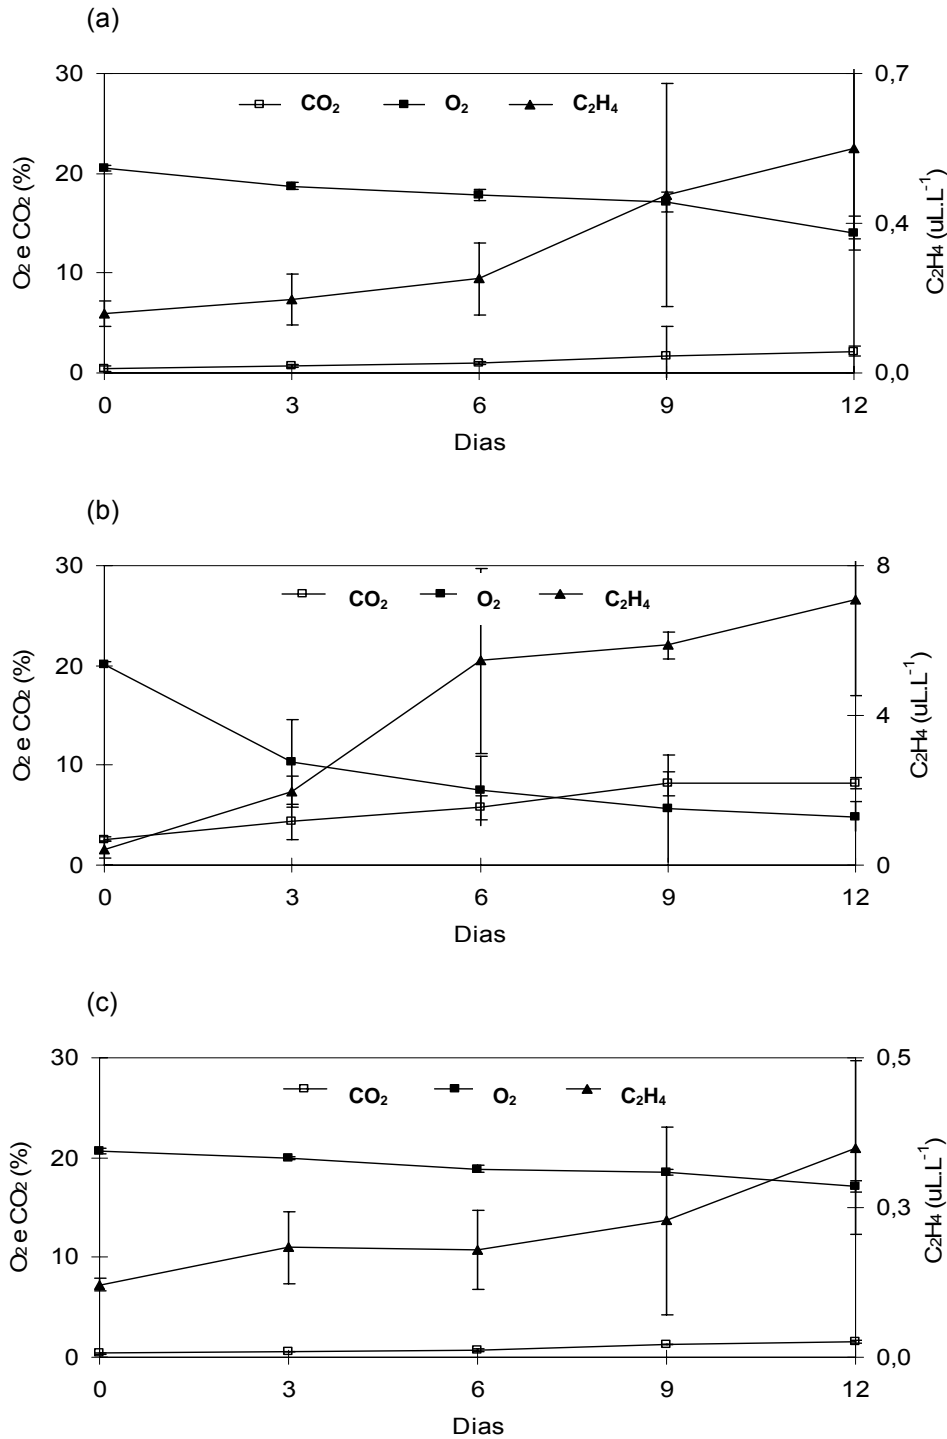 (a)
30
20
10
0
O₂ e CO₂ (%)
CO₂ O₂ C₂H₄
0,7
0,4
0,0
C₂H₄ (uL.L⁻¹)
0 3 6 9 12
Dias
(b)
30
20
10
0
O₂ e CO₂ (%)
CO₂ O₂ C₂H₄
8
4
0
C₂H₄ (uL.L⁻¹)
0 3 6 9 12
Dias
(c)
30
20
10
0
O₂ e CO₂ (%)
CO₂ O₂ C₂H₄
0,5
0,3
0,0
C₂H₄ (uL.L⁻¹)
0 3 6 9 12
Dias